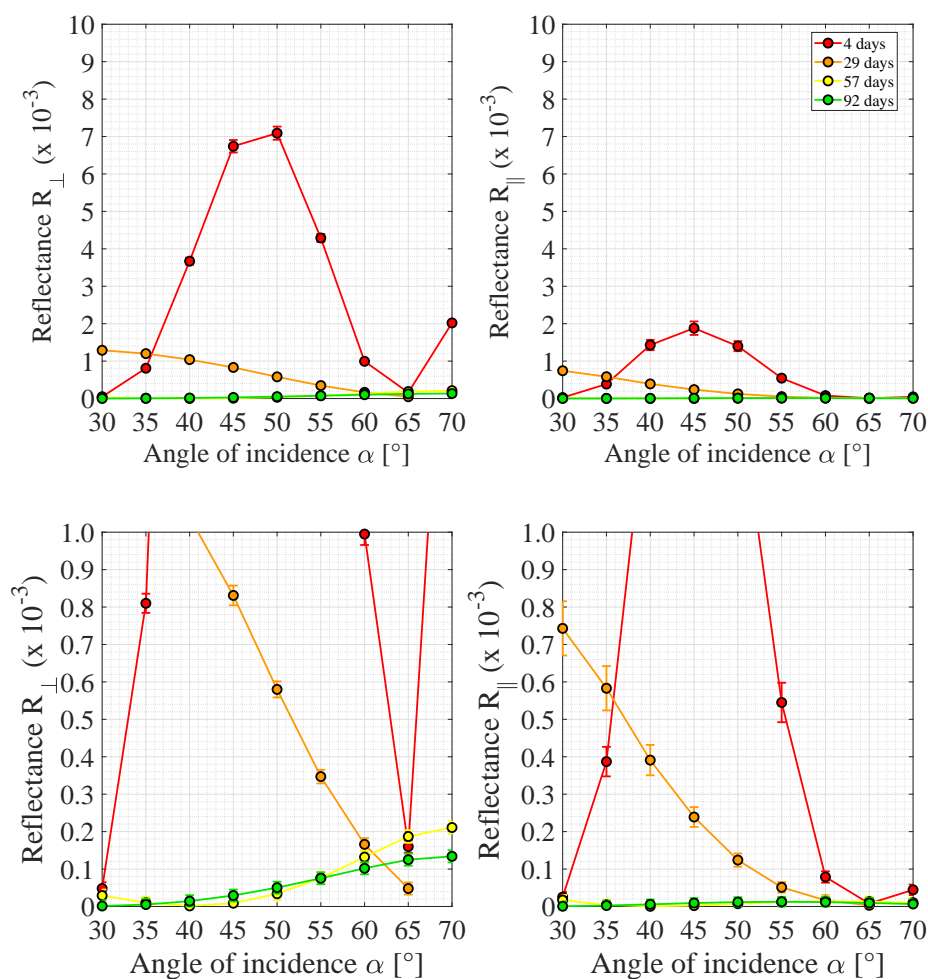 10
9
8
7
6
5
4
3
2
1
0
Reflectance R⊥ (x 10⁻³)
30 35 40 45 50 55 60 65 70
Angle of incidence α [°]
10
9
8
7
6
5
4
3
2
1
0
Reflectance R∥ (x 10⁻³)
30 35 40 45 50 55 60 65 70
Angle of incidence α [°]
4 days
29 days
57 days
92 days
1.0
0.9
0.8
0.7
0.6
0.5
0.4
0.3
0.2
0.1
0
Reflectance R⊥ (x 10⁻³)
30 35 40 45 50 55 60 65 70
Angle of incidence α [°]
1.0
0.9
0.8
0.7
0.6
0.5
0.4
0.3
0.2
0.1
0
Reflectance R∥ (x 10⁻³)
30 35 40 45 50 55 60 65 70
Angle of incidence α [°]